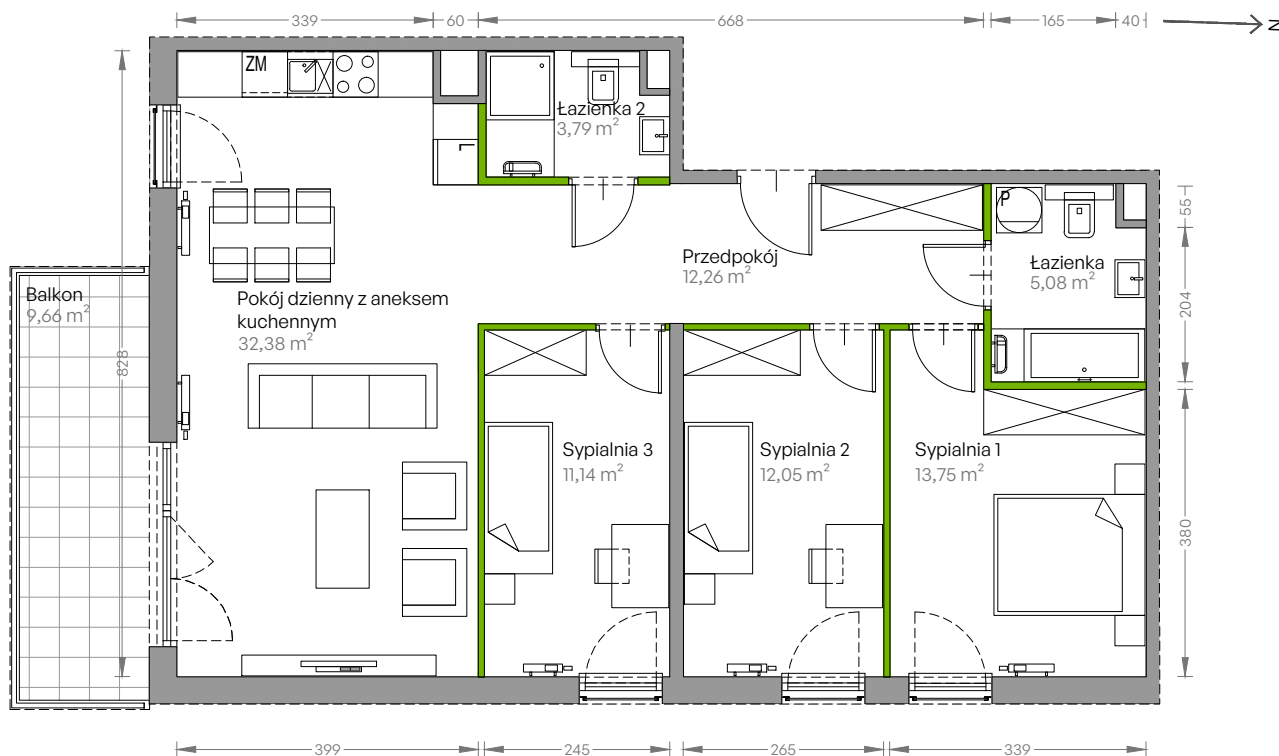 339
60
668
165
40
N
ZM
Łazienka 2
3,79 m²
L
P
55
Przedpokój
12,26 m²
Łazienka
5,08 m²
204
Balkon
9,66 m²
Pokój dzienny z aneksem
kuchennym
32,38 m²
828
Sypialnia 3
11,14 m²
Sypialnia 2
12,05 m²
Sypialnia 1
13,75 m²
380
399
245
265
339